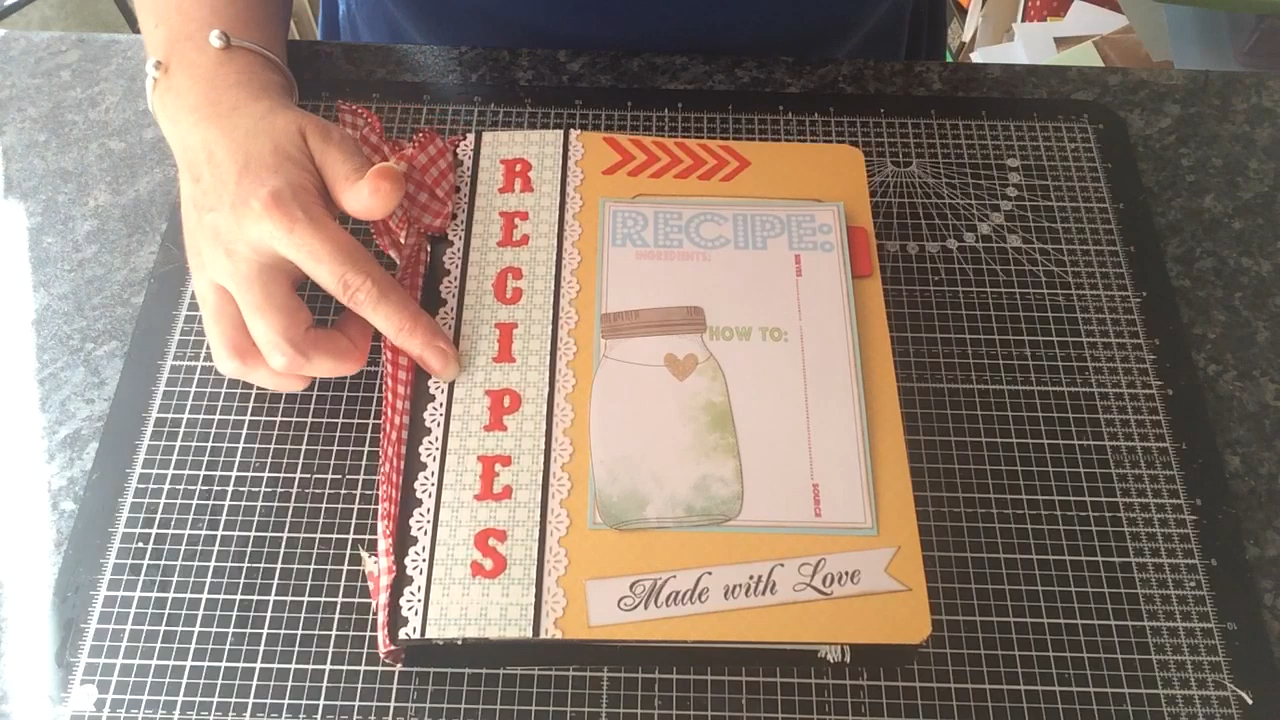 RECIPES
RECIPE:
INGREDIENTS:
SERVES
HOW TO:
SOURCE
Made with Love